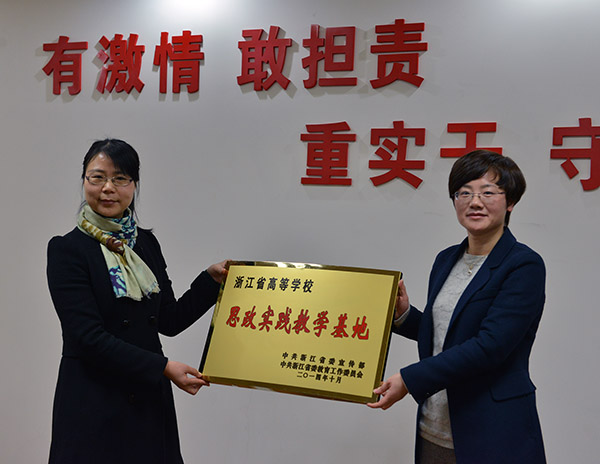 有激情 敢担责
重实干 守
浙江省高等学校
思政实践教学基地
中共浙江省委宣传部
中共浙江省委教育工作委员会
二〇一四年十月